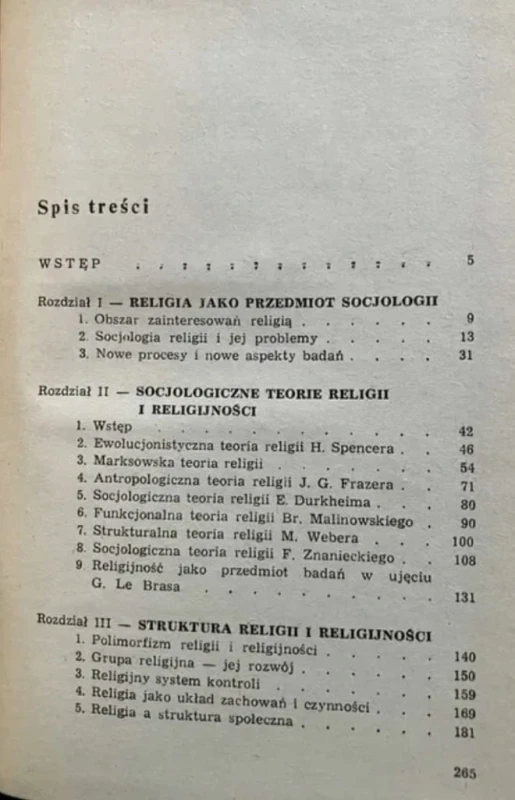 Spis treści
WSTĘP . . . . . . . . . . . . . 5
Rozdział I — RELIGIA JAKO PRZEDMIOT SOCJOLOGII
1. Obszar zainteresowań religią . . . . . . 9
2. Socjologia religii i jej problemy . . . . . 13
3. Nowe procesy i nowe aspekty badań . . . . 31
Rozdział II — SOCJOLOGICZNE TEORIE RELIGII
I RELIGIJNOŚCI
1. Wstęp . . . . . . . . . . . 42
2. Ewolucjonistyczna teoria religii H. Spencera . . 46
3. Marksowska teoria religii . . . . . . . 54
4. Antropologiczna teoria religii J. G. Frazera . . 71
5. Socjologiczna teoria religii E. Durkheima . . . 80
6. Funkcjonalna teoria religii Br. Malinowskiego . 90
7. Strukturalna teoria religii M. Webera . . . 100
8. Socjologiczna teoria religii F. Znanieckiego . . 108
9. Religijność jako przedmiot badań w ujęciu
G. Le Brasa . . . . . . . . . . 131
Rozdział III — STRUKTURA RELIGII I RELIGIJNOŚCI
1. Polimorfizm religii i religijności . . . . . 140
2. Grupa religijna — jej rozwój . . . . . . 150
3. Religijny system kontroli . . . . . . . 159
4. Religia jako układ zachowań i czynności . . . 169
5. Religia a struktura społeczna . . . . . . 181
265